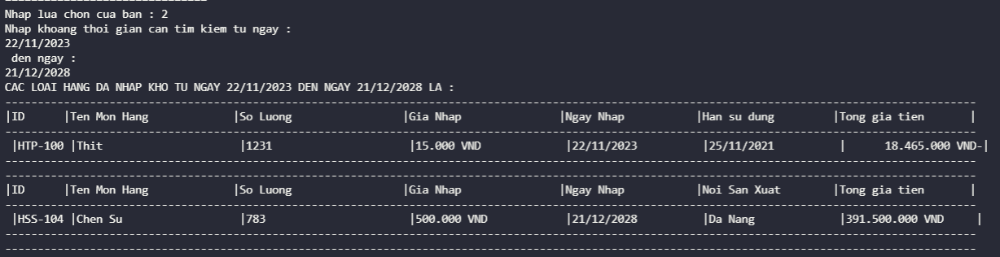 Nhap lua chon cua ban : 2
Nhap khoang thoi gian can tim kiem tu ngay :
22/11/2023
den ngay :
21/12/2028
CAC LOAI HANG DA NHAP KHO TU NGAY 22/11/2023 DEN NGAY 21/12/2028 LA :
|ID |Ten Mon Hang |So Luong |Gia Nhap |Ngay Nhap |Han su dung |Tong gia tien |
|HTP-100 |Thit |1231 |15.000 VND |22/11/2023 |25/11/2021 | 18.465.000 VND-|
|ID |Ten Mon Hang |So Luong |Gia Nhap |Ngay Nhap |Noi San Xuat |Tong gia tien |
|HSS-104 |Chen Su |783 |500.000 VND |21/12/2028 |Da Nang |391.500.000 VND |